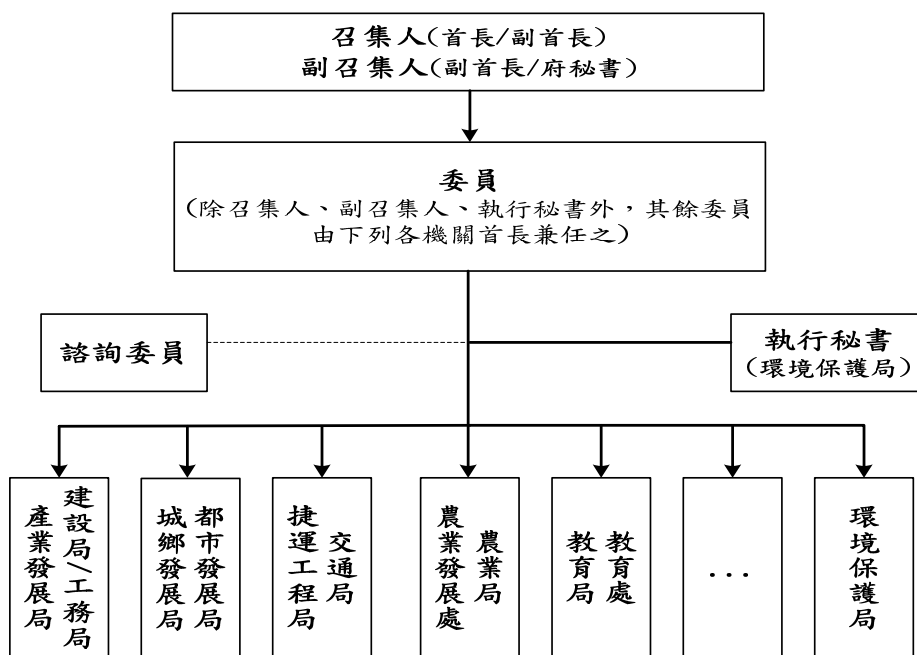 召集人(首長/副首長)
副召集人(副首長/府秘書)
委員
(除召集人、副召集人、執行秘書外，其餘委員
由下列各機關首長兼任之)
諮詢委員
執行秘書
(環境保護局)
建設局/工務局
產業發展局
都市發展局
城鄉發展局
交通局
捷運工程局
農業局
農業發展處
教育處
教育局
...
環境保護局